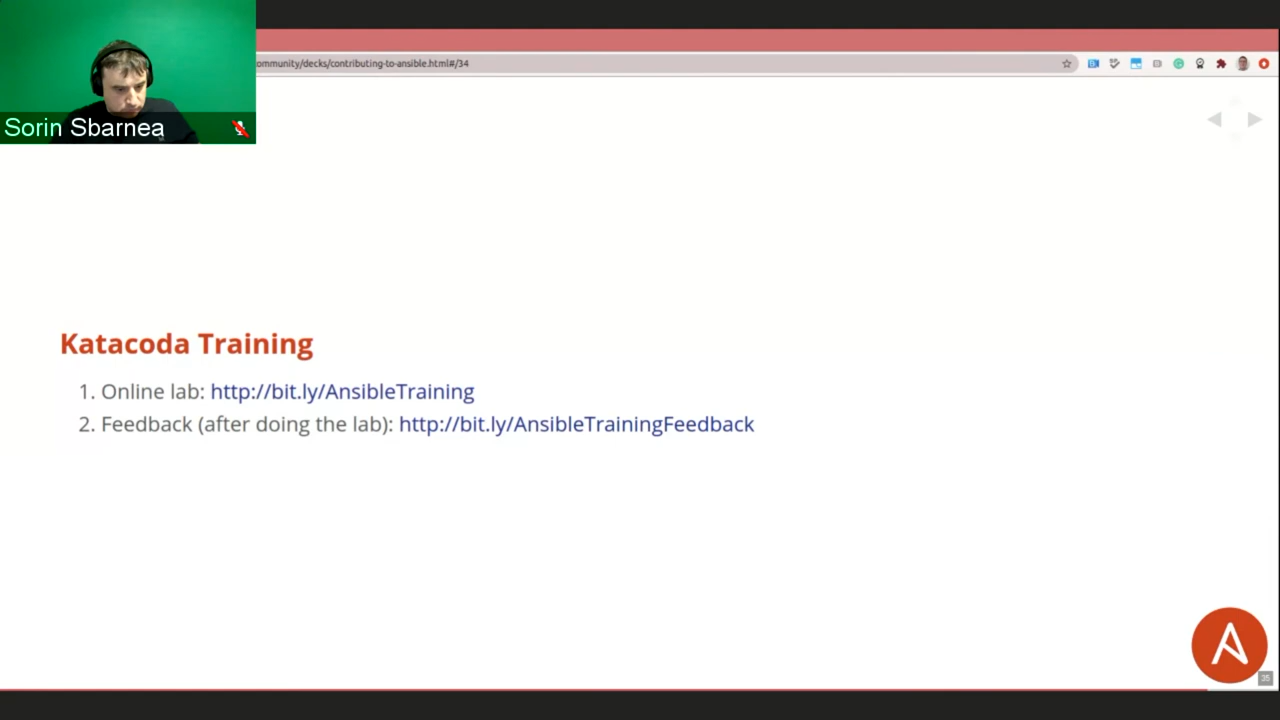 ommunity/decks/contributing-to-ansible.html#/34
Sorin Sbarnea
Katacoda Training
1. Online lab: http://bit.ly/AnsibleTraining
2. Feedback (after doing the lab): http://bit.ly/AnsibleTrainingFeedback
35